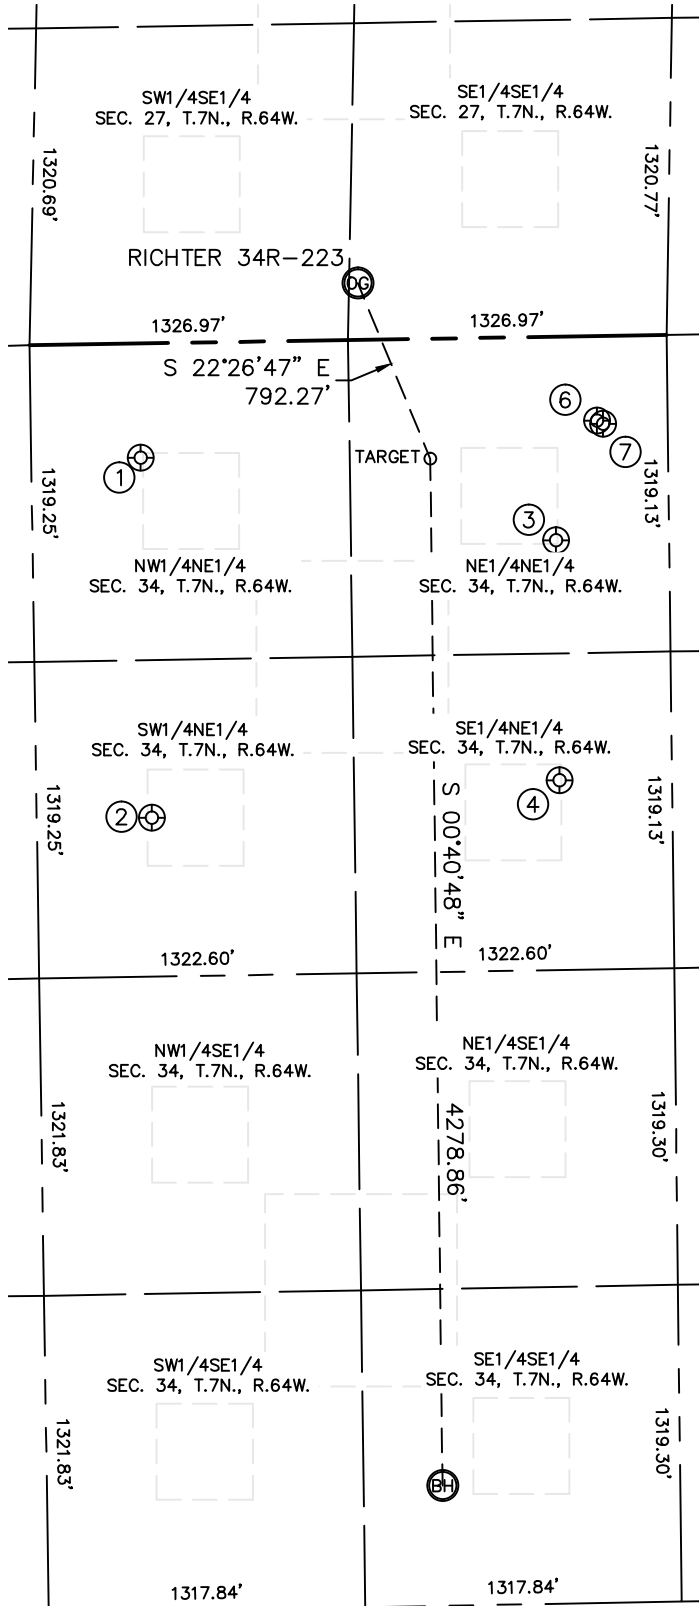 SW1/4SE1/4
SEC. 27, T.7N., R.64W.
SE1/4SE1/4
SEC. 27, T.7N., R.64W.
1320.69'
1320.77'
RICHTER 34R-223
OG
1326.97'
1326.97'
S 22°26'47" E
792.27'
6
7
TARGET
1
3
1319.25'
1319.13'
NW1/4NE1/4
SEC. 34, T.7N., R.64W.
NE1/4NE1/4
SEC. 34, T.7N., R.64W.
SW1/4NE1/4
SEC. 34, T.7N., R.64W.
SE1/4NE1/4
SEC. 34, T.7N., R.64W.
2
4
1319.25'
S 00°40'48" E
1319.13'
1322.60'
1322.60'
NW1/4SE1/4
SEC. 34, T.7N., R.64W.
NE1/4SE1/4
SEC. 34, T.7N., R.64W.
1321.83'
4278.86'
1319.30'
SW1/4SE1/4
SEC. 34, T.7N., R.64W.
SE1/4SE1/4
SEC. 34, T.7N., R.64W.
1321.83'
1319.30'
BH
1317.84'
1317.84'